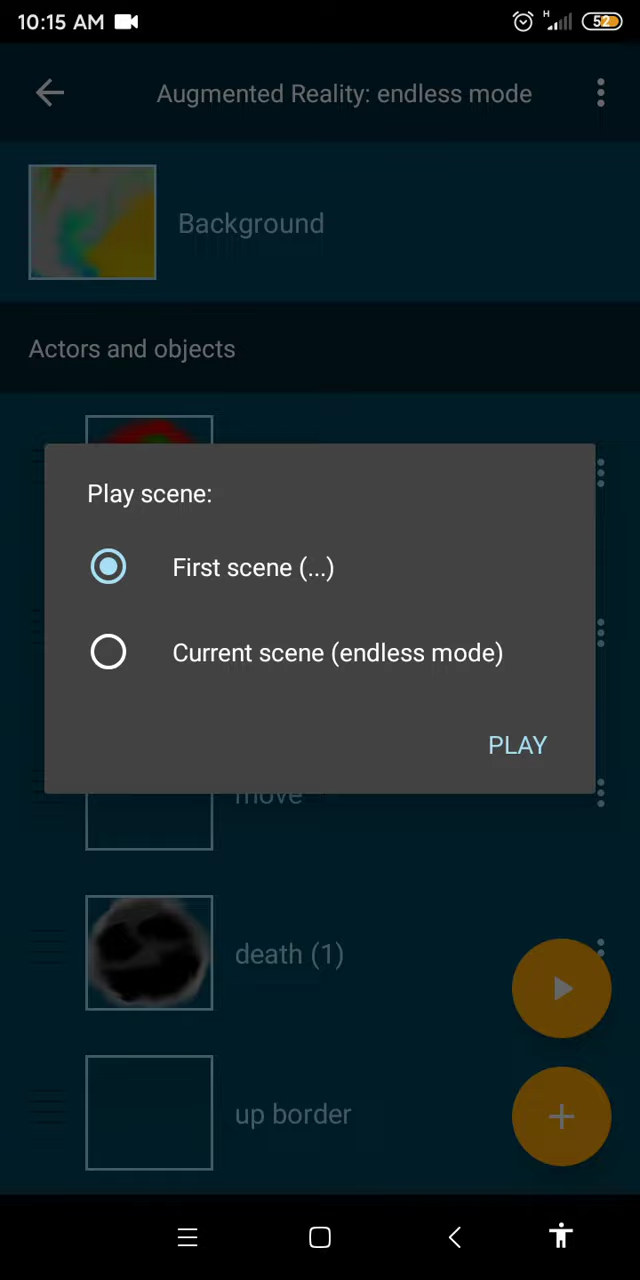 10:15 AM
H
52
Augmented Reality: endless mode
Background
Actors and objects
Play scene:
First scene (...)
Current scene (endless mode)
PLAY
move
death (1)
up border